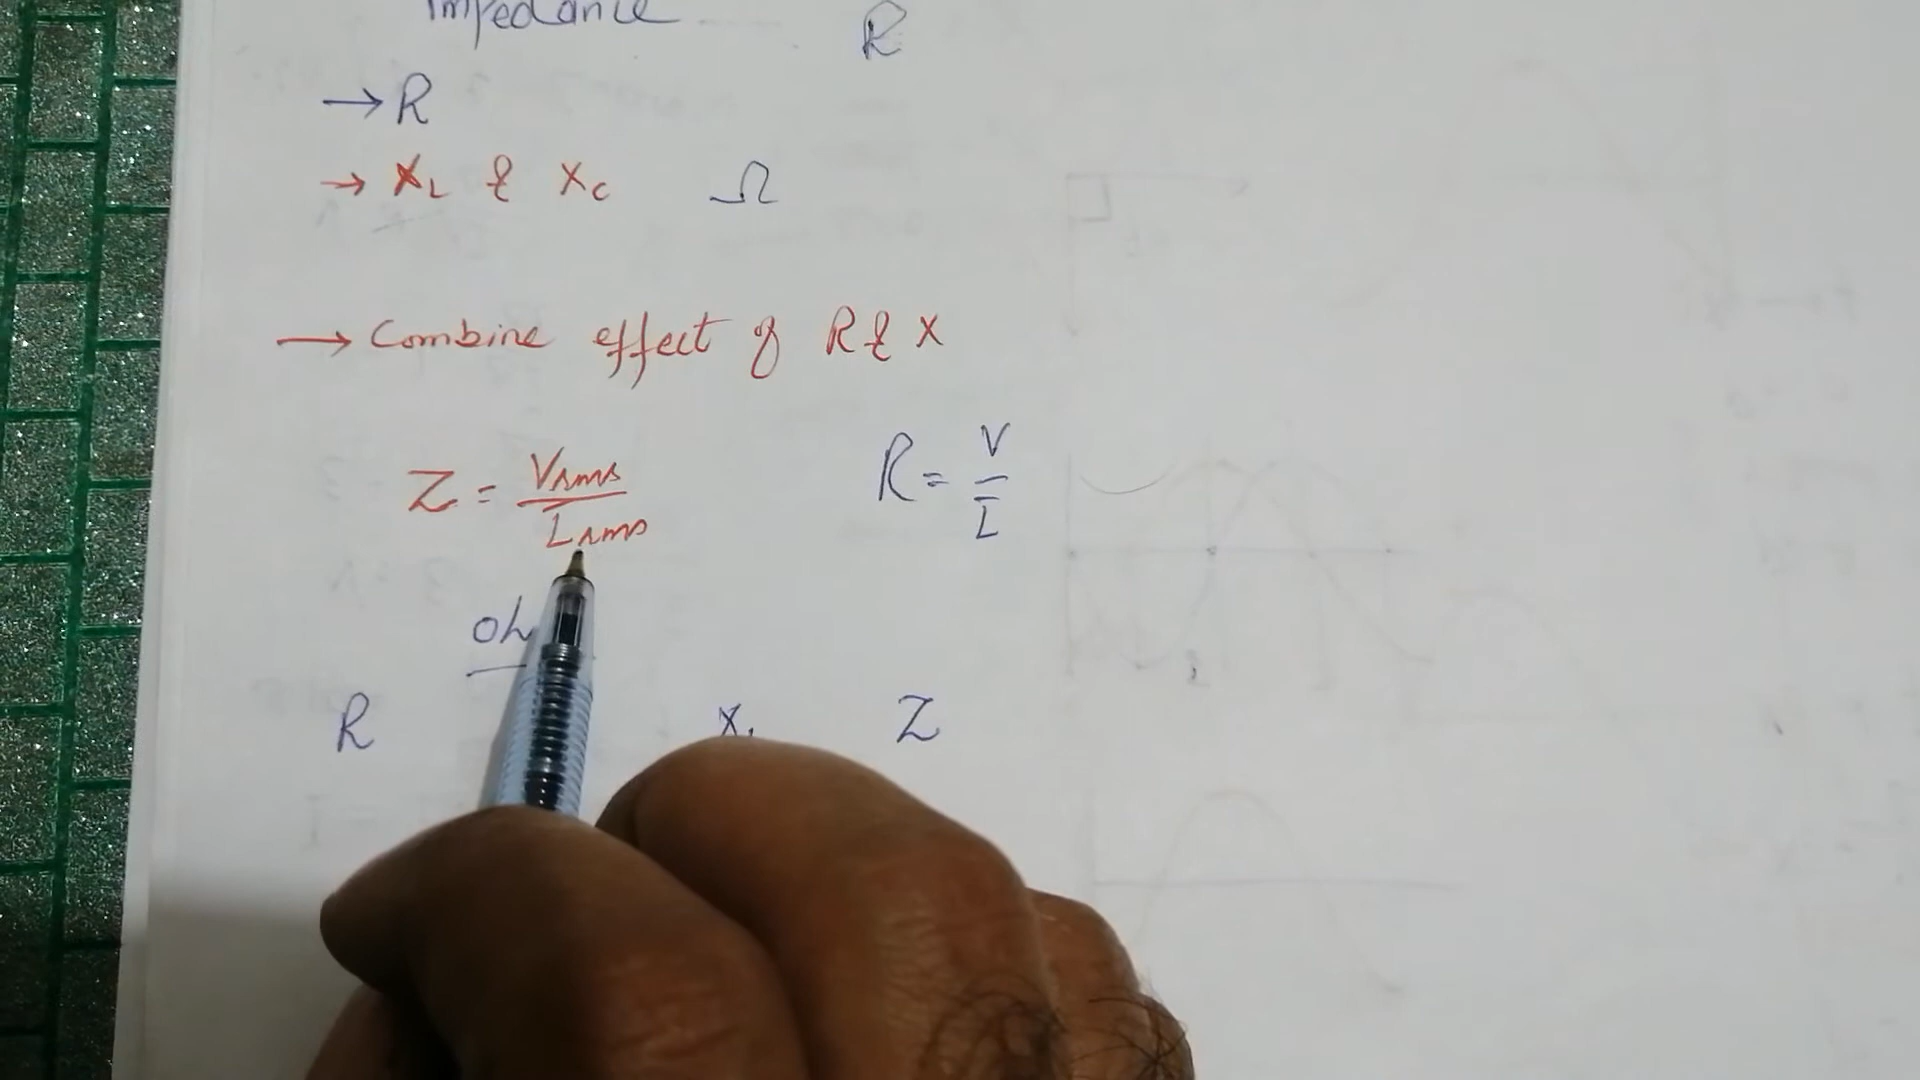 Impedance R
→ R
→ XL & XC Ω
→ Combine effect of R & X
Z = Vrms / Irms R = V / I
R X Z